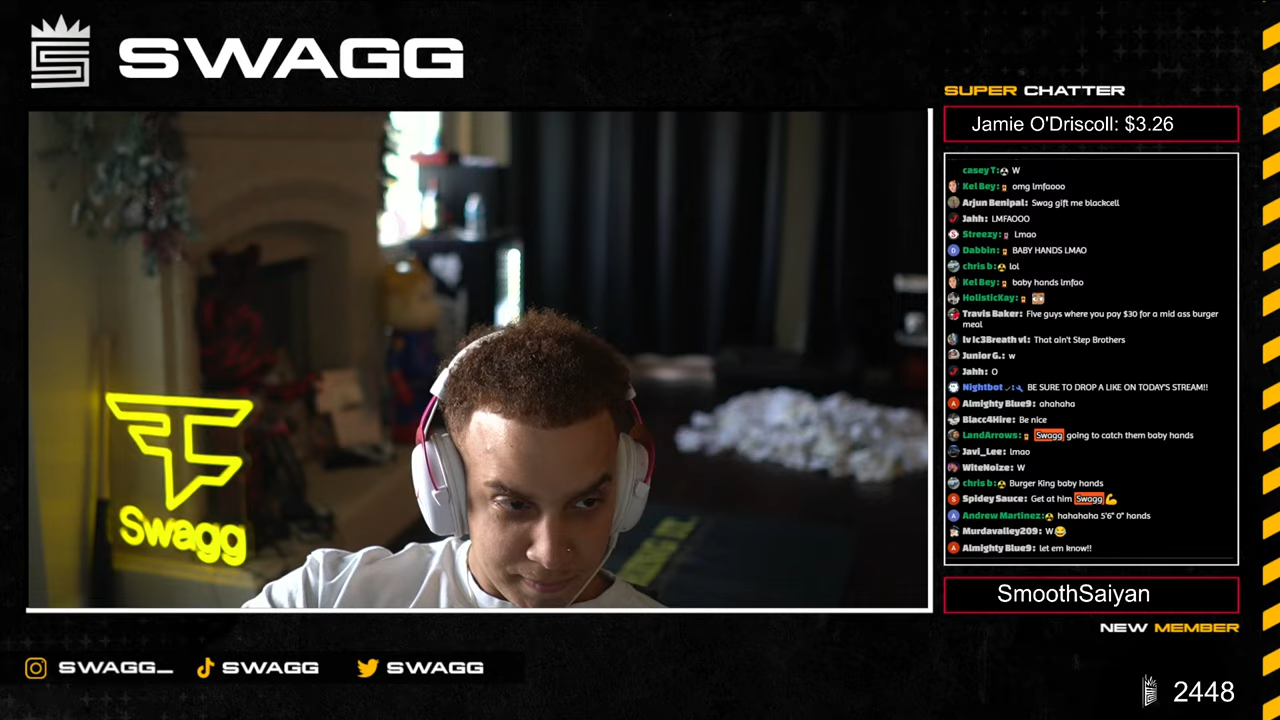 SWAGG
SUPER CHATTER
Jamie O'Driscoll: $3.26
casey T: W
Kel Bey: omg lmfaooo
Arjun Benipal: Swag gift me blackcell
Jahh: LMFAOOO
Streezy: Lmao
Dabbin: BABY HANDS LMAO
chris b: lol
Kel Bey: baby hands lmfao
HolisticKay:
Travis Baker: Five guys where you pay $30 for a mid ass burger
meal
lv Ic3Breath vl: That ain't Step Brothers
Junior G.: w
Jahh: O
Nightbot: BE SURE TO DROP A LIKE ON TODAY'S STREAM!!
Almighty Blue9: ahahaha
Blacc4Hire: Be nice
LandArrows: Swagg going to catch them baby hands
Javi_Lee: lmao
WiteNoize: W
chris b: Burger King baby hands
Spidey Sauce: Get at him Swagg 💪
Andrew Martinez: hahahaha 5'6" 0" hands
Murdavalley209: W😂
Almighty Blue9: let em know!!
SmoothSaiyan
NEW MEMBER
Swagg
SWAGG_ SWAGG SWAGG
2448